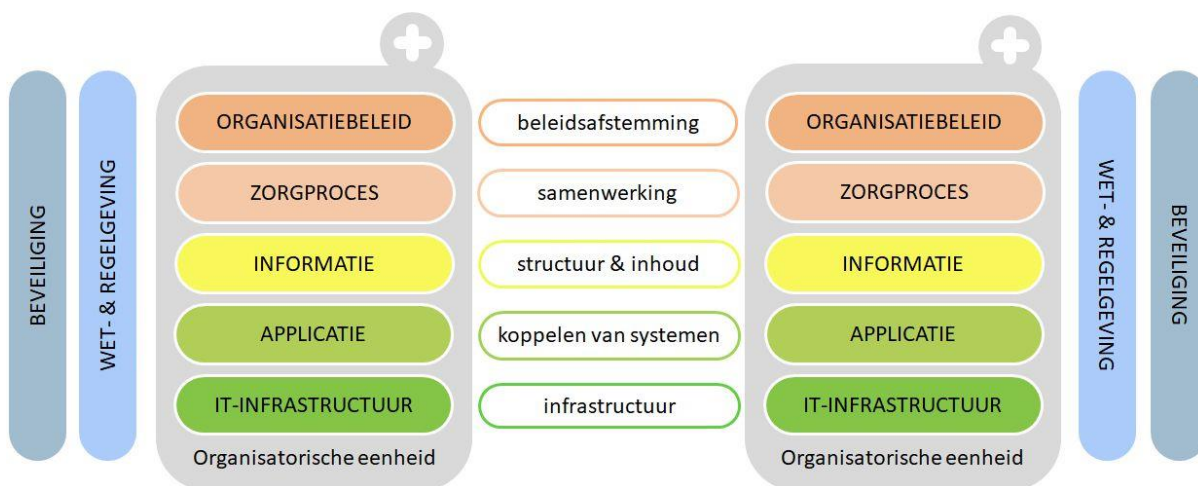 BEVEILIGING
WET- & REGELGEVING
ORGANISATIEBELEID
beleidsafstemming
ORGANISATIEBELEID
ZORGPROCES
samenwerking
ZORGPROCES
INFORMATIE
structuur & inhoud
INFORMATIE
APPLICATIE
koppelen van systemen
APPLICATIE
IT-INFRASTRUCTUUR
infrastructuur
IT-INFRASTRUCTUUR
Organisatorische eenheid
Organisatorische eenheid
WET- & REGELGEVING
BEVEILIGING